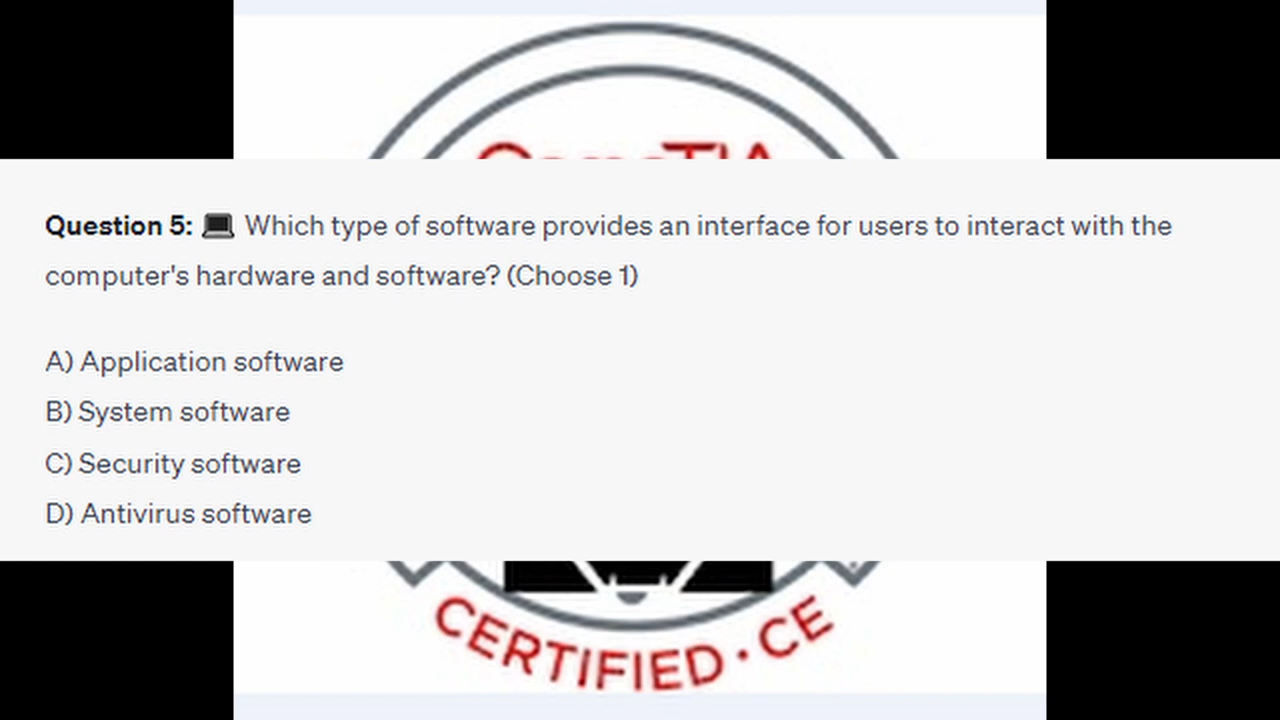 Question 5: 💻 Which type of software provides an interface for users to interact with the
computer's hardware and software? (Choose 1)
A) Application software
B) System software
C) Security software
D) Antivirus software
CERTIFIED · CE